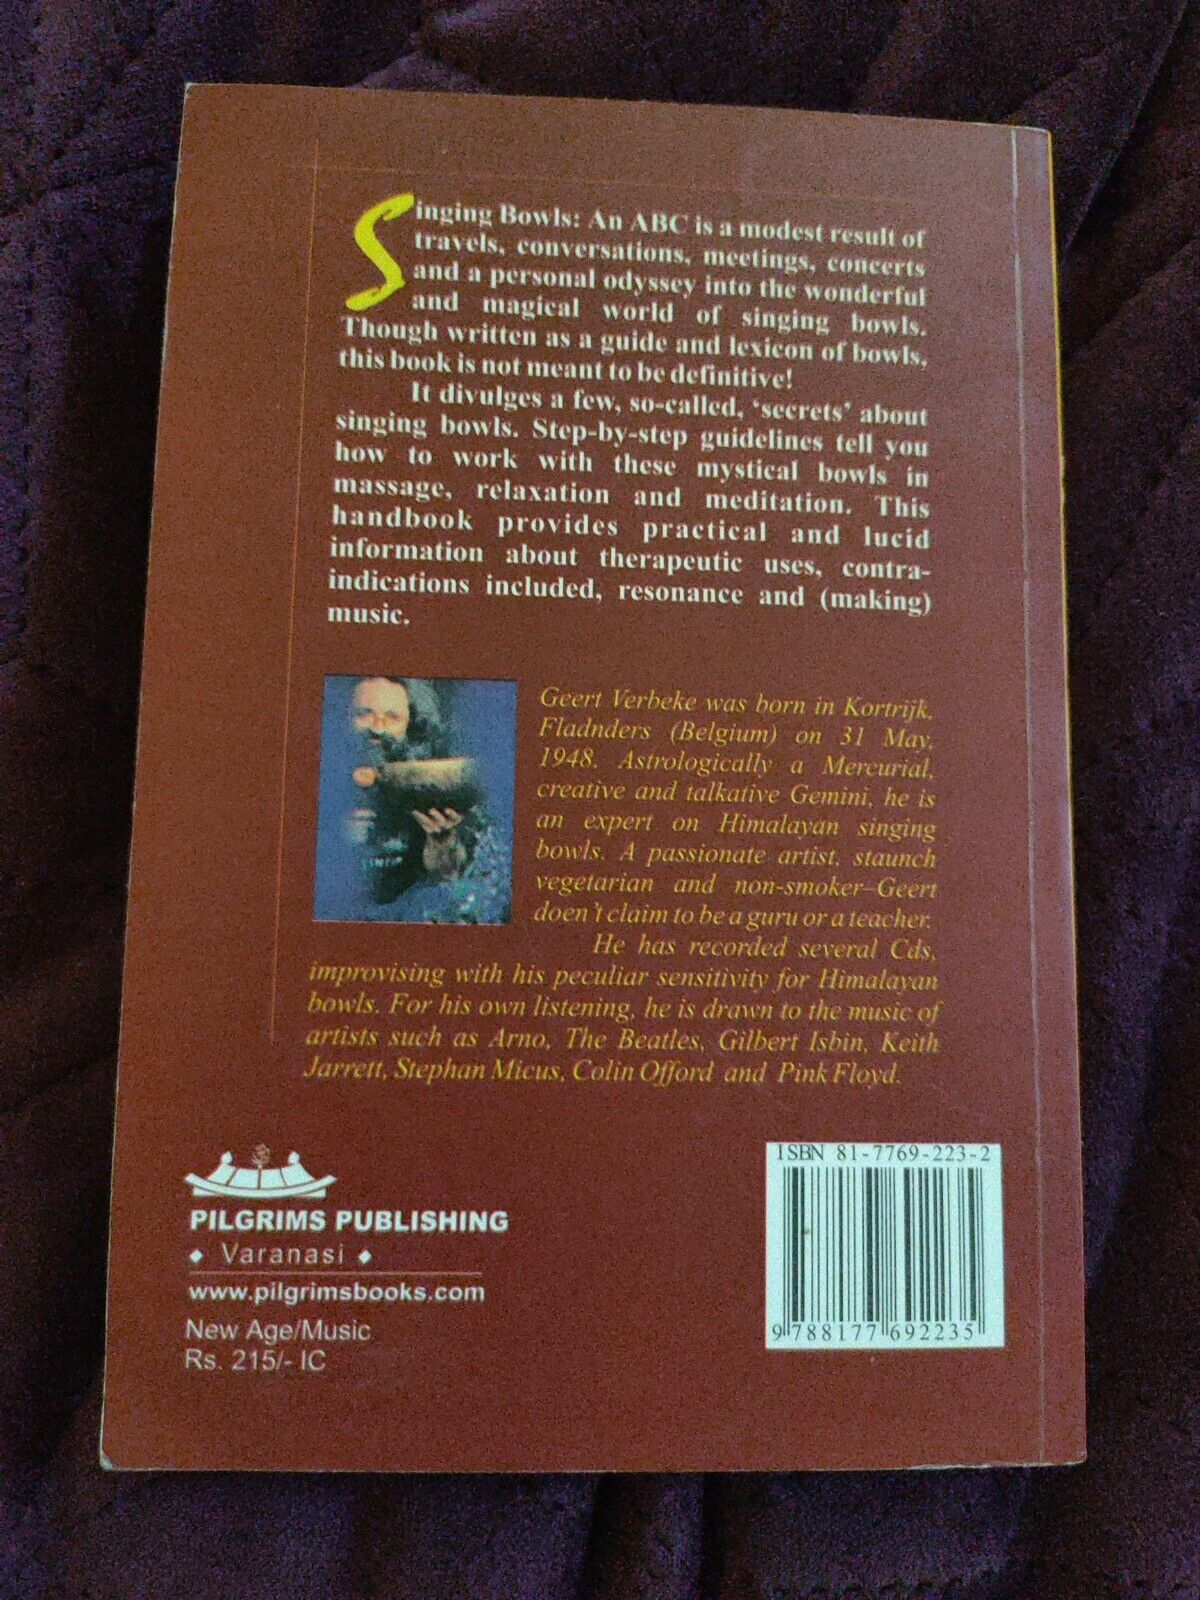 Singing Bowls: An ABC is a modest result of
travels, conversations, meetings, concerts
and a personal odyssey into the wonderful
and magical world of singing bowls.
Though written as a guide and lexicon of bowls,
this book is not meant to be definitive!
It divulges a few, so-called, ‘secrets’ about
singing bowls. Step-by-step guidelines tell you
how to work with these mystical bowls in
massage, relaxation and meditation. This
handbook provides practical and lucid
information about therapeutic uses, contra-
indications included, resonance and (making)
music.
Geert Verbeke was born in Kortrijk,
Fladnders (Belgium) on 31 May,
1948. Astrologically a Mercurial,
creative and talkative Gemini, he is
an expert on Himalayan singing
bowls. A passionate artist, staunch
vegetarian and non-smoker–Geert
doen't claim to be a guru or a teacher.
He has recorded several Cds,
improvising with his peculiar sensitivity for Himalayan
bowls. For his own listening, he is drawn to the music of
artists such as Arno, The Beatles, Gilbert Isbin, Keith
Jarrett, Stephan Micus, Colin Offord and Pink Floyd.
PILGRIMS PUBLISHING
◆ Varanasi ◆
www.pilgrimsbooks.com
New Age/Music
Rs. 215/- IC
ISBN 81-7769-223-2
9 788177 692235